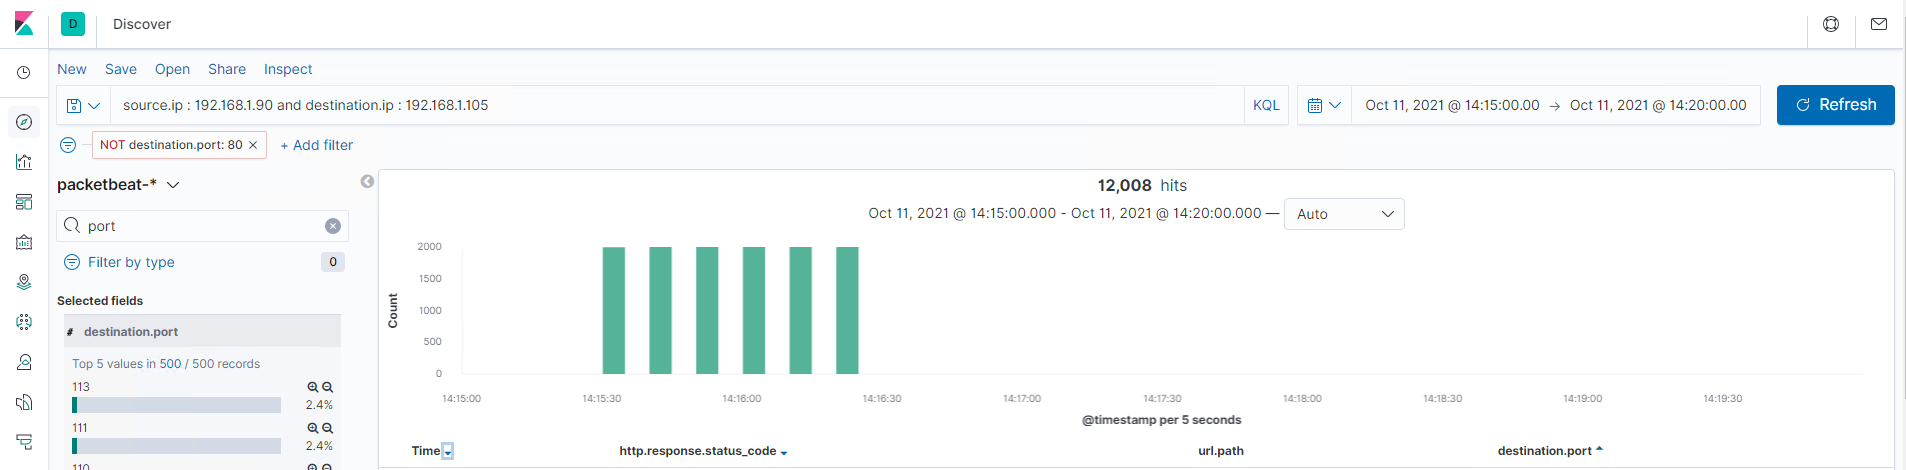 D Discover
New Save Open Share Inspect
source.ip : 192.168.1.90 and destination.ip : 192.168.1.105 KQL Oct 11, 2021 @ 14:15:00.00 → Oct 11, 2021 @ 14:20:00.00 Refresh
NOT destination.port: 80 × + Add filter
packetbeat-*
12,008 hits
Oct 11, 2021 @ 14:15:00.000 - Oct 11, 2021 @ 14:20:00.000 — Auto
port
Filter by type 0
Selected fields
# destination.port
Top 5 values in 500 / 500 records
113
2.4%
111
2.4%
110
Count
2000
1500
1000
500
0
14:15:00 14:15:30 14:16:00 14:16:30 14:17:00 14:17:30 14:18:00 14:18:30 14:19:00 14:19:30
@timestamp per 5 seconds
Time http.response.status_code url.path destination.port